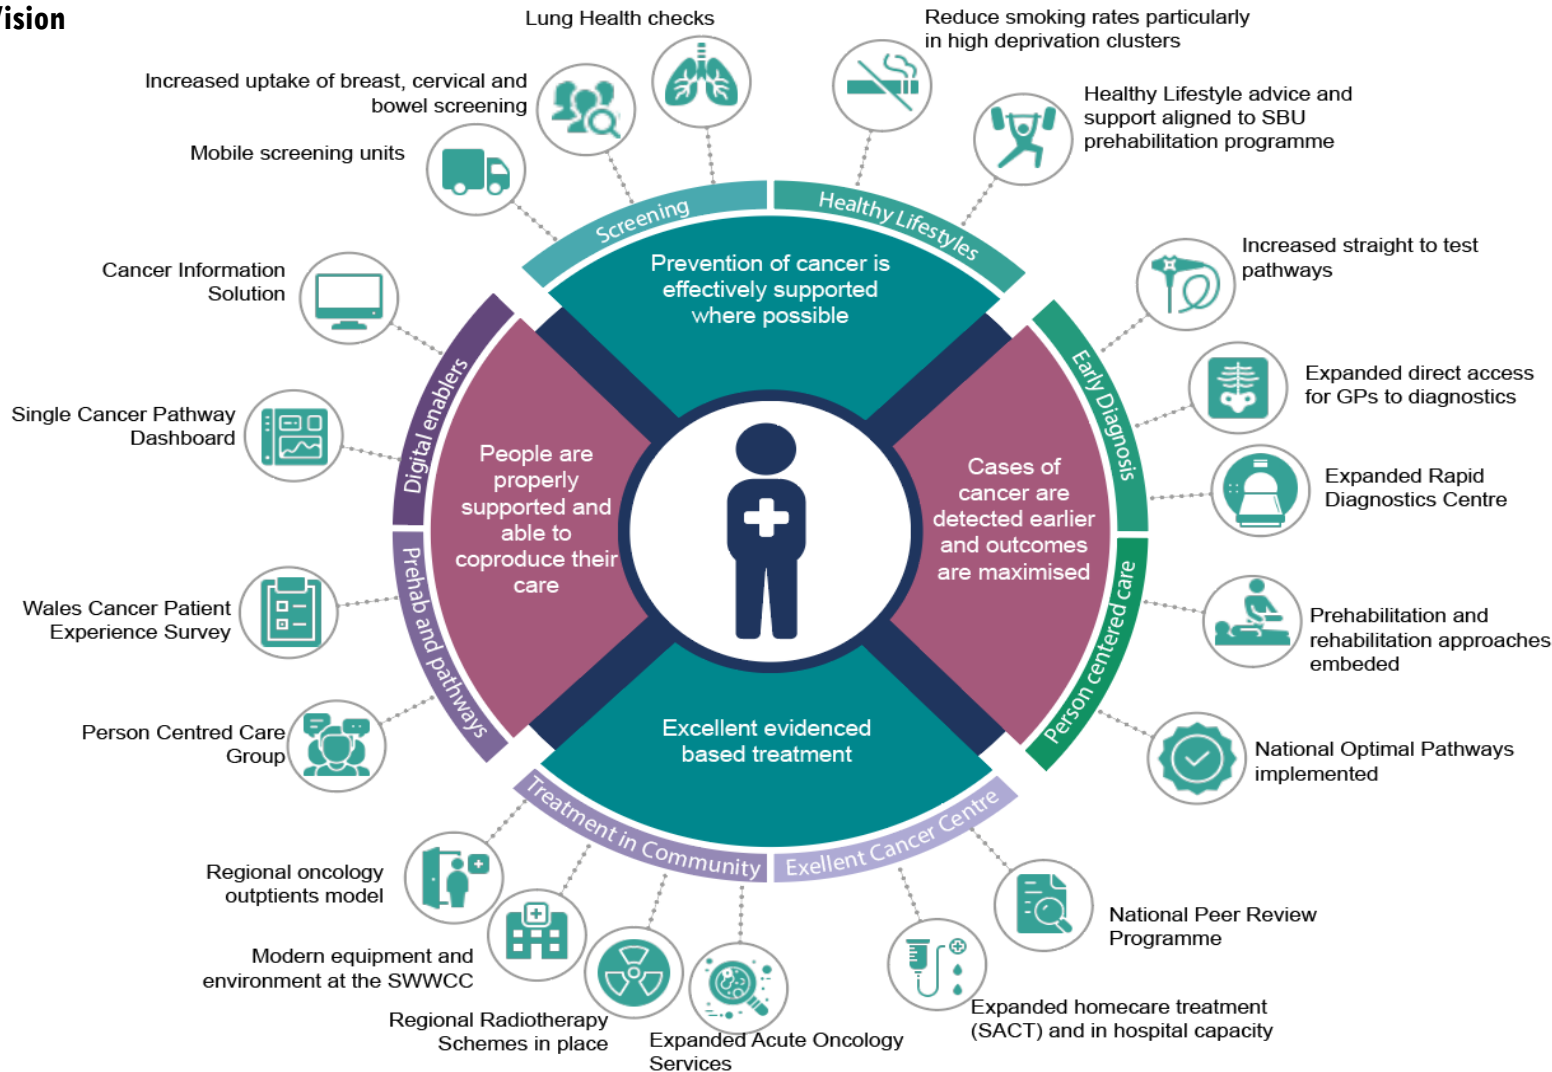 Vision
Lung Health checks
Reduce smoking rates particularly
in high deprivation clusters
Increased uptake of breast, cervical and
bowel screening
Healthy Lifestyle advice and
support aligned to SBU
prehabilitation programme
Mobile screening units
Screening
Healthy Lifestyles
Prevention of cancer is
effectively supported
where possible
Increased straight to test
pathways
Cancer Information
Solution
Digital enablers
Early Diagnosis
Expanded direct access
for GPs to diagnostics
Single Cancer Pathway
Dashboard
People are
properly
supported and
able to
coproduce their
care
Cases of
cancer are
detected earlier
and outcomes
are maximised
Expanded Rapid
Diagnostics Centre
Prehab and pathways
Person centered care
Wales Cancer Patient
Experience Survey
Prehabilitation and
rehabilitation approaches
embeded
Person Centred Care
Group
Excellent evidenced
based treatment
National Optimal Pathways
implemented
Treatment in Community
Exellent Cancer Centre
Regional oncology
outptients model
National Peer Review
Programme
Modern equipment and
environment at the SWWCC
Regional Radiotherapy
Schemes in place
Expanded Acute Oncology
Services
Expanded homecare treatment
(SACT) and in hospital capacity